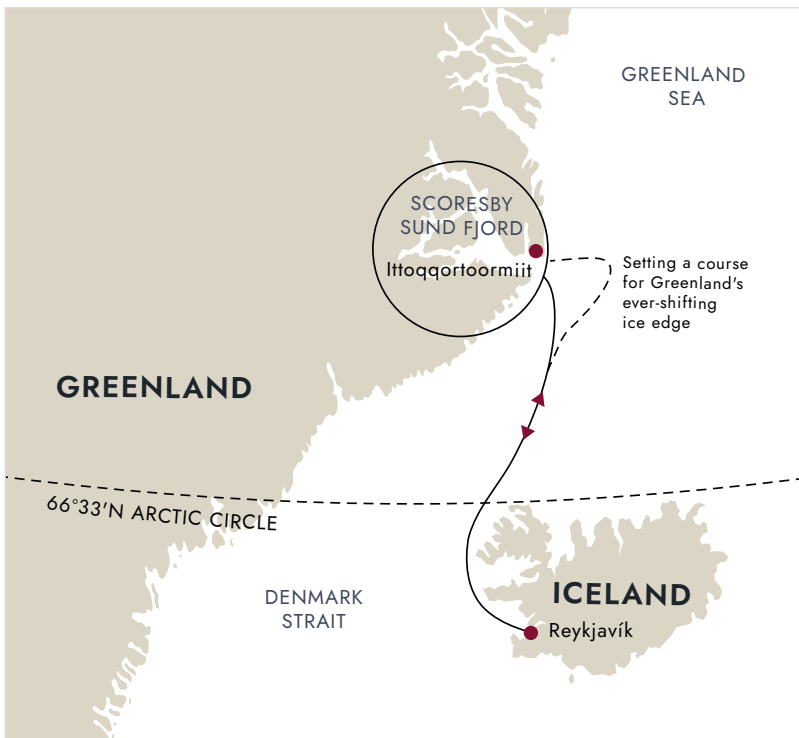 GREENLAND
SEA
SCORESBY
SUND FJORD
Ittoqqortoormiit
Setting a course
for Greenland's
ever-shifting
ice edge
GREENLAND
66°33'N ARCTIC CIRCLE
DENMARK
STRAIT
ICELAND
Reykjavík